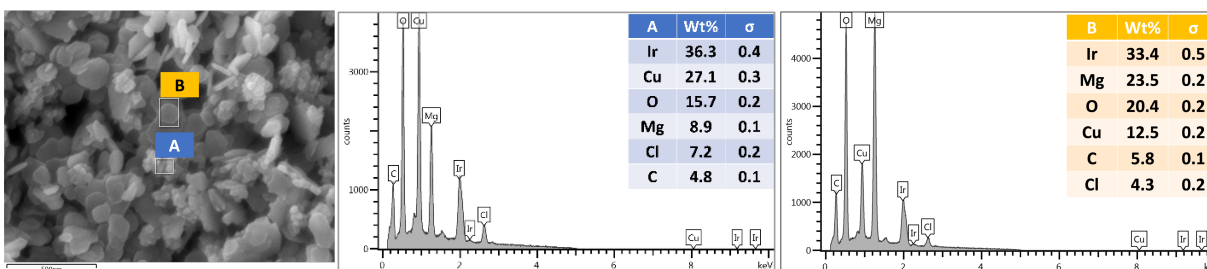 B
A
500nm
counts
3000
1000
0
C
O
Cu
Mg
Ir
Ir
Cl
Cu
Ir
Ir
2
4
6
8
keV
A Wt% σ
Ir 36.3 0.4
Cu 27.1 0.3
O 15.7 0.2
Mg 8.9 0.1
Cl 7.2 0.2
C 4.8 0.1
counts
4000
3000
2000
1000
0
C
O
Cu
Mg
Ir
Ir
Cl
Cu
Ir
Ir
0
2
4
6
8
k
B Wt% σ
Ir 33.4 0.5
Mg 23.5 0.2
O 20.4 0.2
Cu 12.5 0.2
C 5.8 0.1
Cl 4.3 0.2